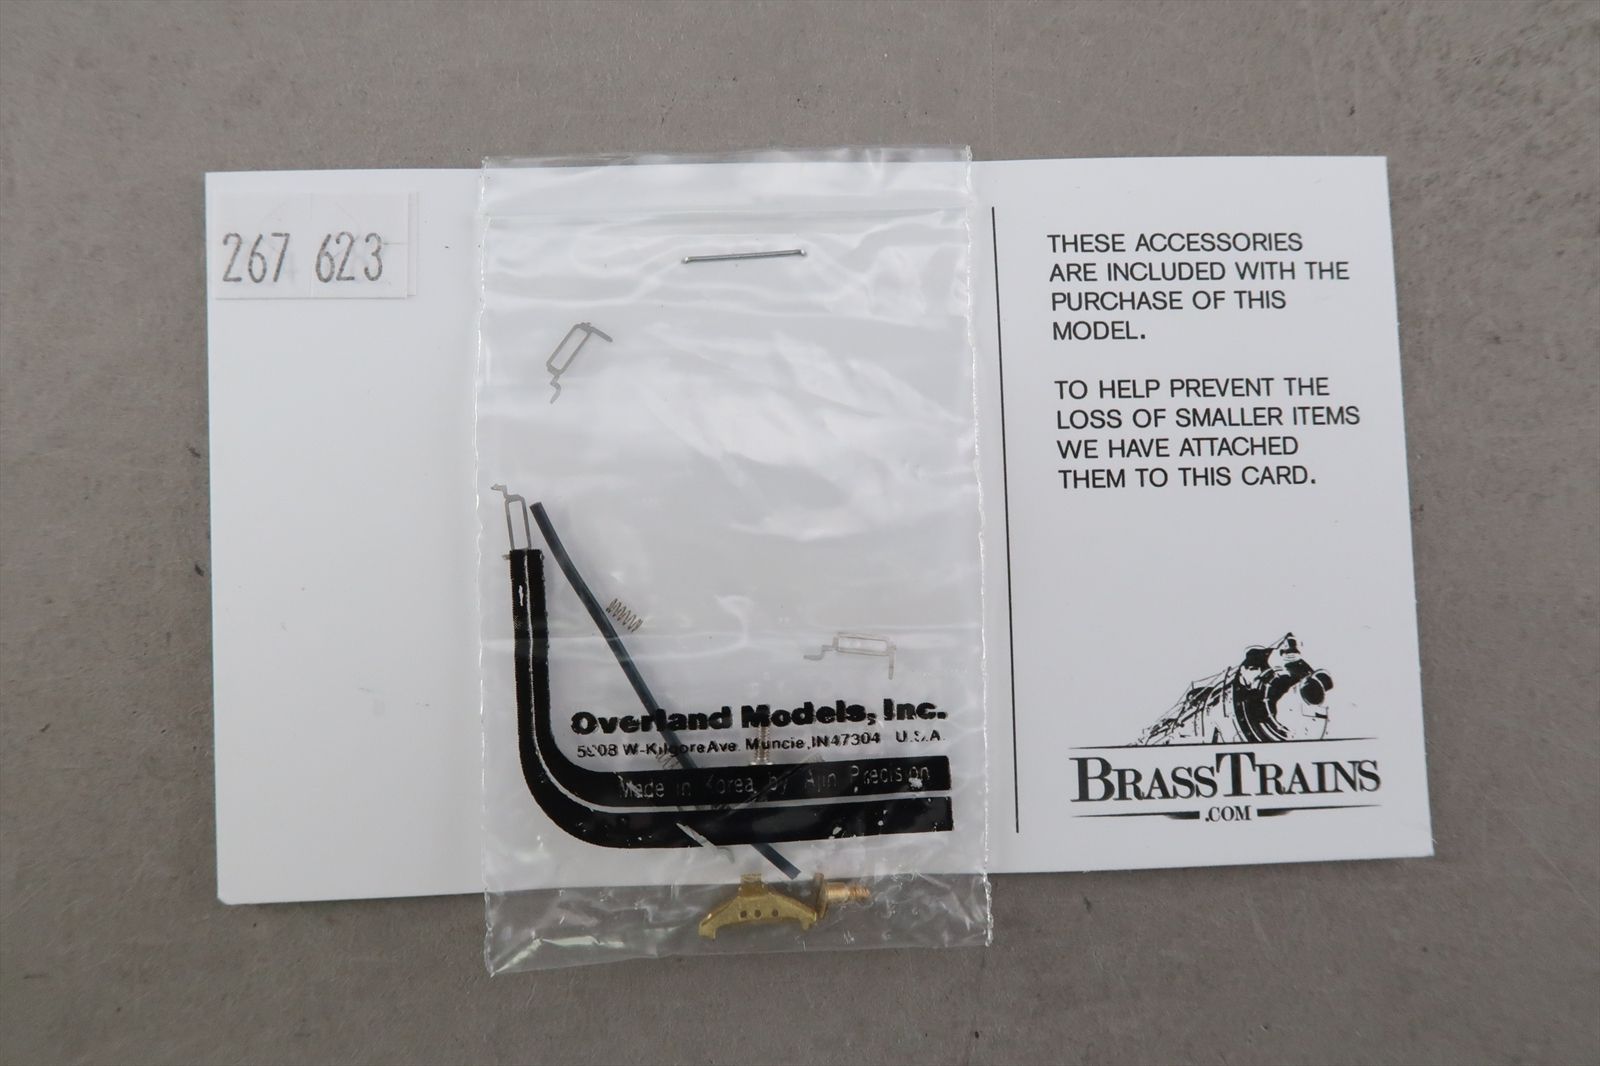 267 623
THESE ACCESSORIES
ARE INCLUDED WITH THE
PURCHASE OF THIS
MODEL.
TO HELP PREVENT THE
LOSS OF SMALLER ITEMS
WE HAVE ATTACHED
THEM TO THIS CARD.
Overland Models, Inc.
W-Kilgore Ave. Muncie, IN 47304 U.S.A.
Made in Korea by Ajin Precision
BRASSTRAINS
.COM